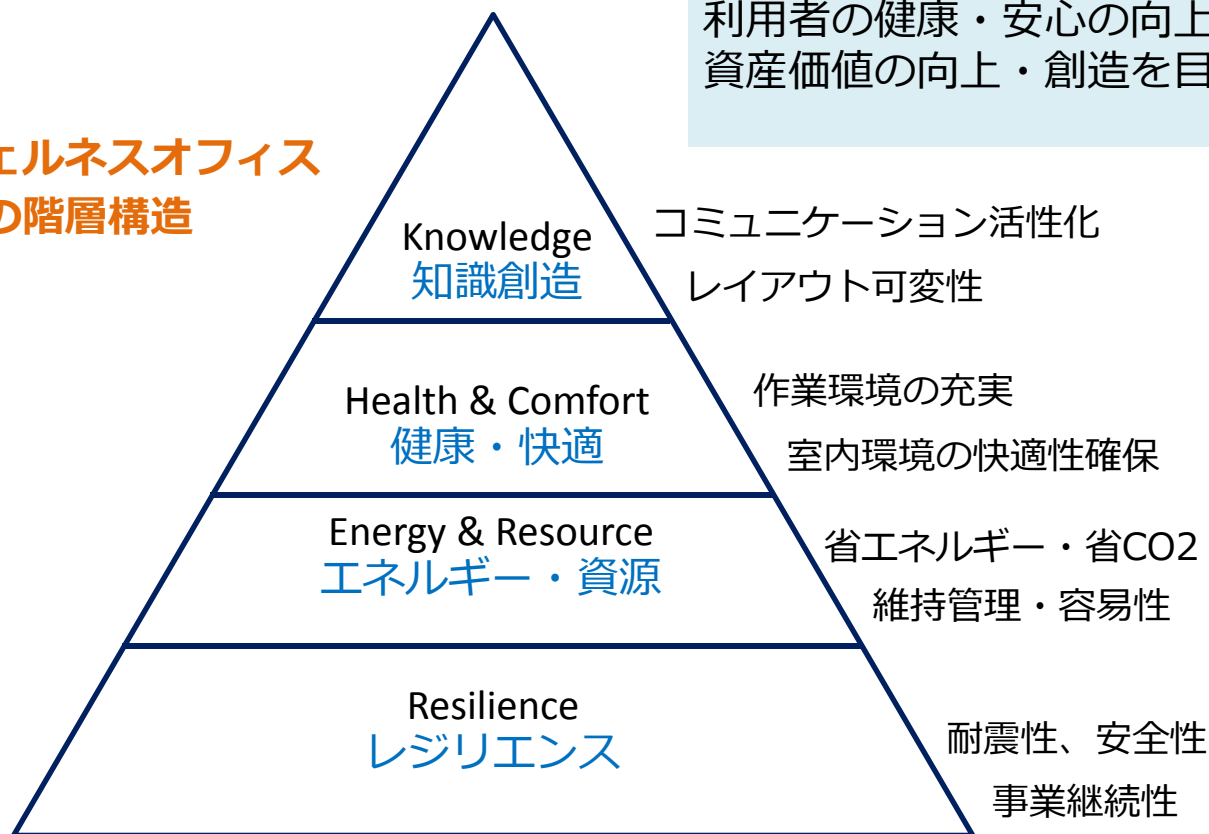 利用者の健康・安心の向上
資産価値の向上・創造を目
ェルネスオフィス
の階層構造
Knowledge
知識創造
コミュニケーション活性化
レイアウト可変性
Health & Comfort
健康・快適
作業環境の充実
室内環境の快適性確保
Energy & Resource
エネルギー・資源
省エネルギー・省CO2
維持管理・容易性
Resilience
レジリエンス
耐震性、安全性
事業継続性